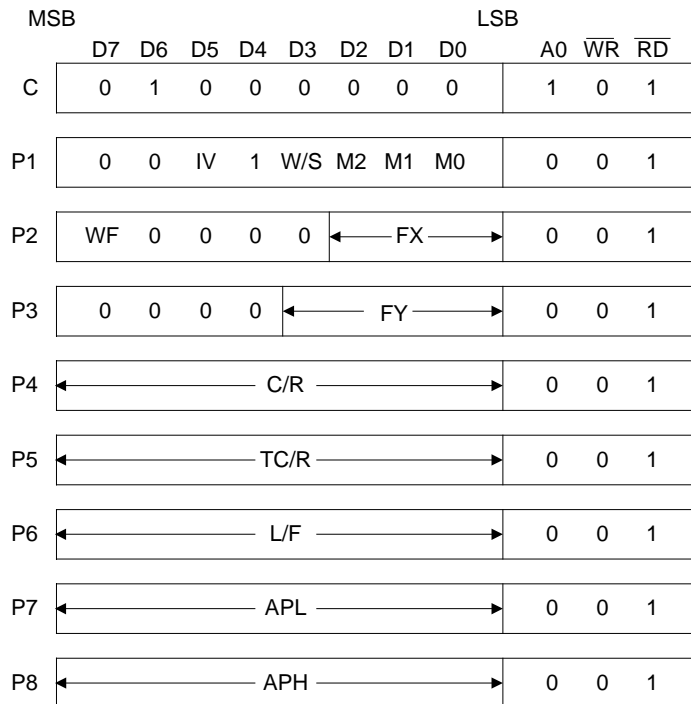 MSB LSB
D7 D6 D5 D4 D3 D2 D1 D0 A0 W̅R̅ R̅D̅
C 0 1 0 0 0 0 0 0 1 0 1
P1 0 0 IV 1 W/S M2 M1 M0 0 0 1
P2 WF 0 0 0 0 FX 0 0 1
P3 0 0 0 0 FY 0 0 1
P4 C/R 0 0 1
P5 TC/R 0 0 1
P6 L/F 0 0 1
P7 APL 0 0 1
P8 APH 0 0 1